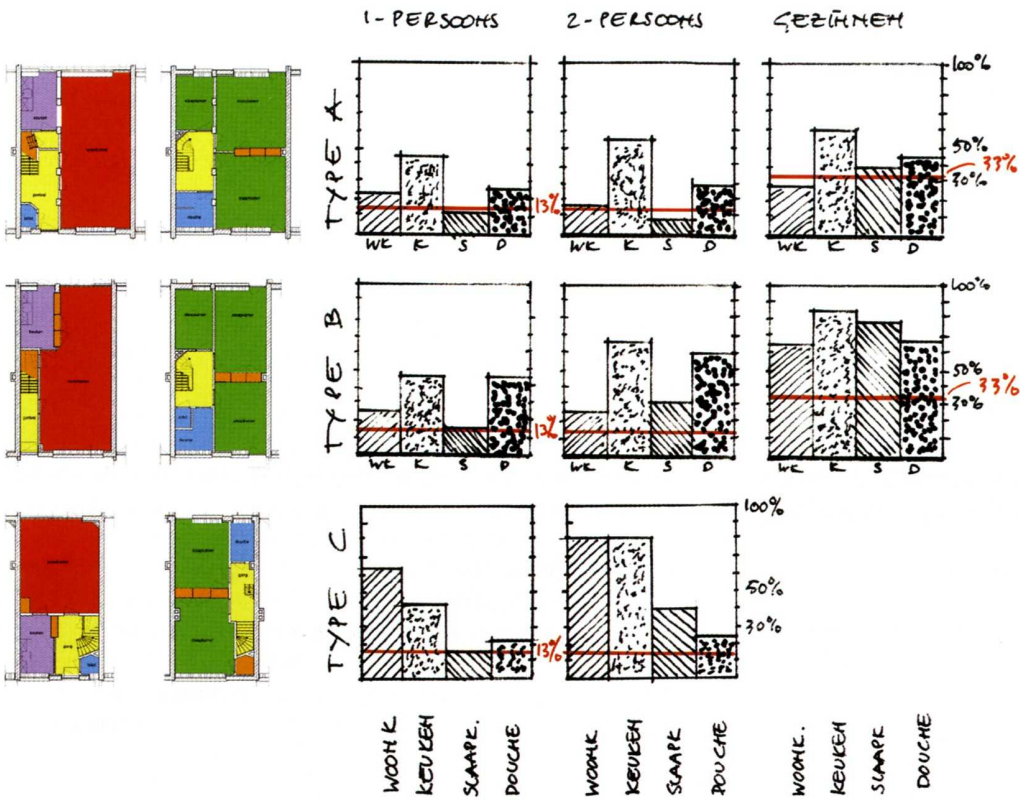 1-PERSOONS 2-PERSOONS GEZINNEN
TYPE A
100%
50%
33%
30%
13%
WK K S D
WK K S D
WK K S D
TYPE B
100%
50%
33%
30%
13%
13%
WK K S D
WK K S D
WK K S D
TYPE C
100%
50%
30%
13%
13%
WOONK KEUKEN SLAAPK. DOUCHE
WOONK KEUKEN SLAAPK DOUCHE
WOONK. KEUKEN SLAAPK DOUCHE